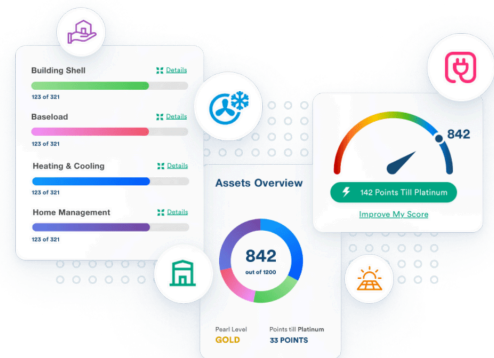 Building Shell
Details
123 of 321
Baseload
Details
123 of 321
Heating & Cooling
Details
123 of 321
Home Management
Details
123 of 321
842
142 Points Till Platinum
Improve My Score
Assets Overview
842
out of 1200
Pearl Level
GOLD
Points till Platinum
33 POINTS